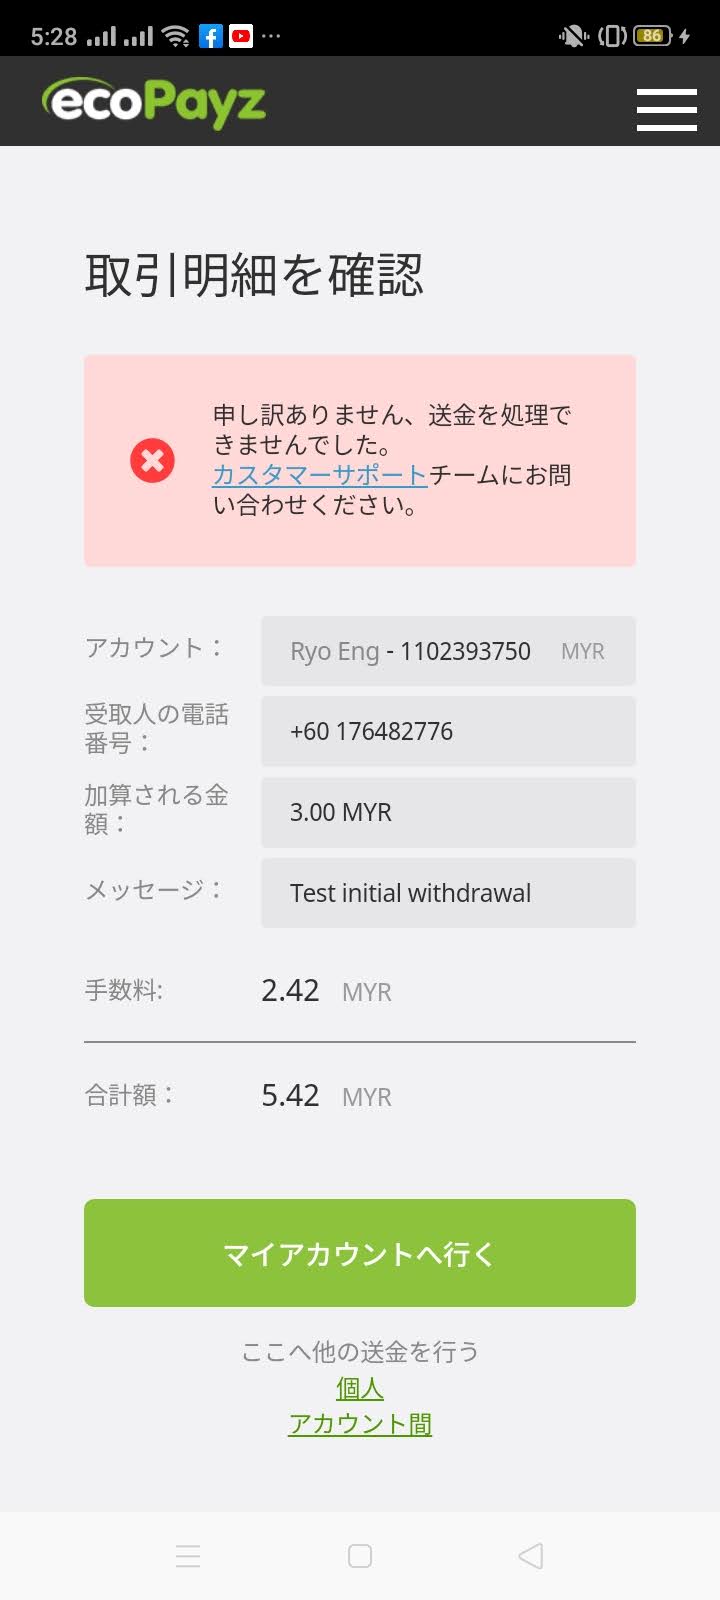 5:28
86
ecoPayz
取引明細を確認
申し訳ありません、送金を処理で
きませんでした。
カスタマーサポートチームにお問
い合わせください。
アカウント： Ryo Eng - 1102393750 MYR
受取人の電話
番号：
+60 176482776
加算される金
額：
3.00 MYR
メッセージ： Test initial withdrawal
手数料: 2.42 MYR
合計額： 5.42 MYR
マイアカウントへ行く
ここへ他の送金を行う
個人
アカウント間